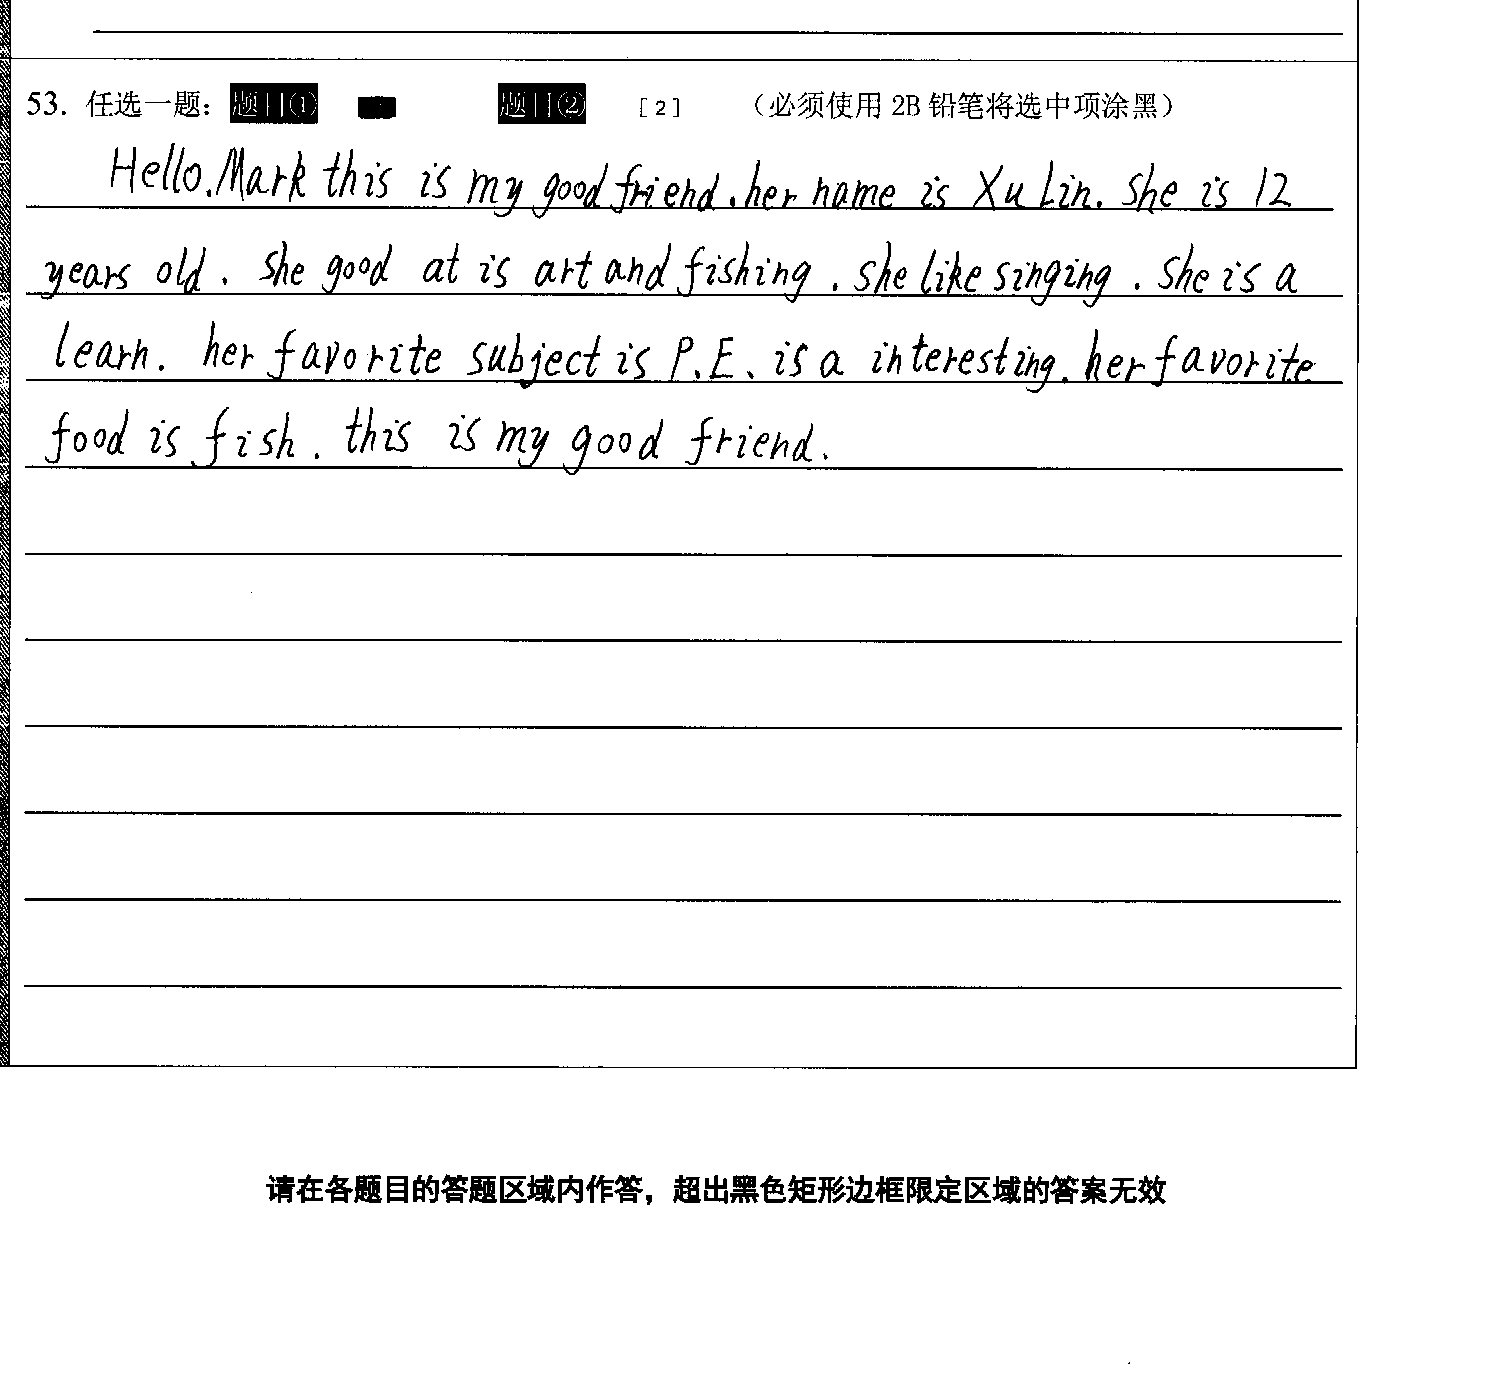 53. 任选一题： 题目① 题目② [2] （必须使用 2B 铅笔将选中项涂黑）
Hello.Mark this is my good friend.her name is Xu Lin. She is 12
years old. She good at is art and fishing. she like singing. She is a
learn. her favorite subject is P.E. is a interesting. her favorite
food is fish. this is my good friend.
请在各题目的答题区域内作答，超出黑色矩形边框限定区域的答案无效